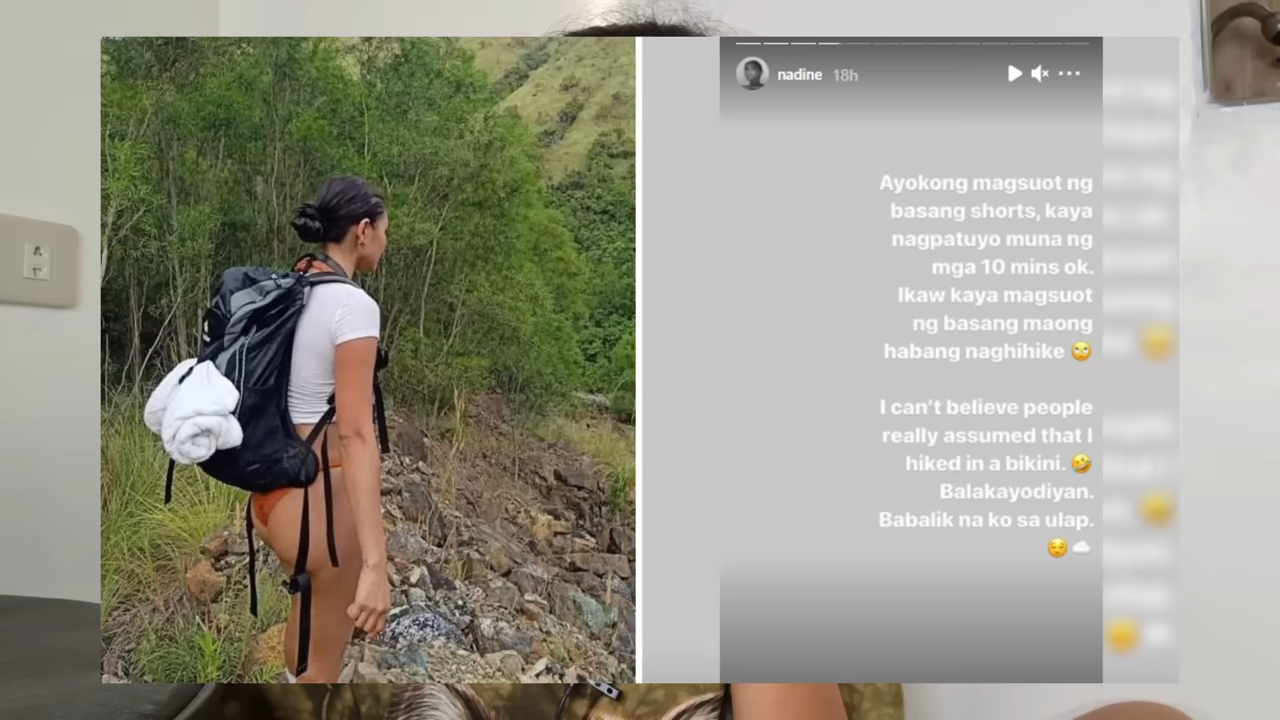 nadine 18h
Ayokong magsuot ng
basang shorts, kaya
nagpatuyo muna ng
mga 10 mins ok.
Ikaw kaya magsuot
ng basang maong
habang naghihike 🙄
I can't believe people
really assumed that I
hiked in a bikini. 🤣
Balakayodiyan.
Babalik na ko sa ulap.
😌☁️